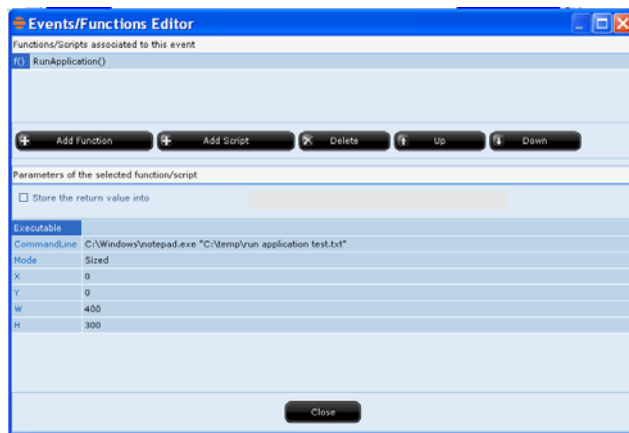 Events/Functions Editor
Functions/Scripts associated to this event
f() RunApplication()
Add Function Add Script Delete Up Down
Parameters of the selected function/script
Store the return value into
Executable
CommandLine C:\Windows\notepad.exe "C:\temp\run application test.txt"
Mode Sized
X 0
Y 0
W 400
H 300
Close